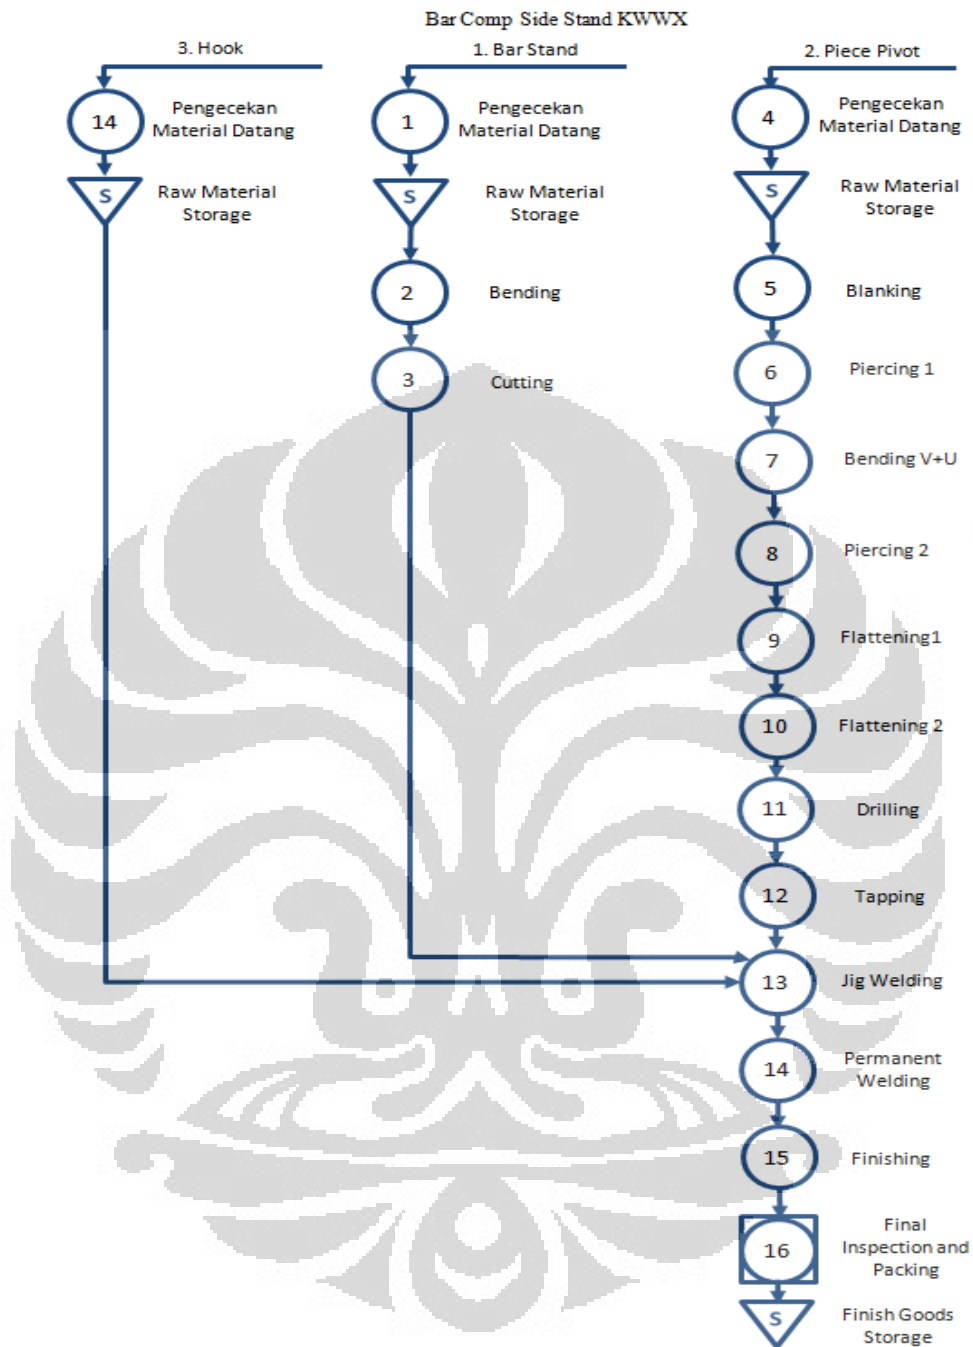 Bar Comp Side Stand KWWX
3. Hook
1. Bar Stand
2. Piece Pivot
14
Pengecekan
Material Datang
1
Pengecekan
Material Datang
4
Pengecekan
Material Datang
S
Raw Material
Storage
S
Raw Material
Storage
S
Raw Material
Storage
2
Bending
5
Blanking
3
Cutting
6
Piercing 1
7
Bending V+U
8
Piercing 2
9
Flattening1
10
Flattening 2
11
Drilling
12
Tapping
13
Jig Welding
14
Permanent
Welding
15
Finishing
16
Final
Inspection and
Packing
S
Finish Goods
Storage